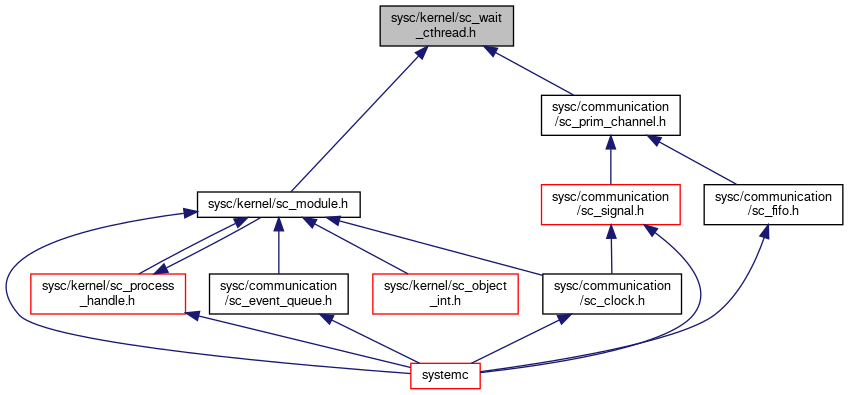 sysc/kernel/sc_wait
_cthread.h
sysc/communication
/sc_prim_channel.h
sysc/kernel/sc_module.h
sysc/communication
/sc_signal.h
sysc/communication
/sc_fifo.h
sysc/kernel/sc_process
_handle.h
sysc/communication
/sc_event_queue.h
sysc/kernel/sc_object
_int.h
sysc/communication
/sc_clock.h
systemc